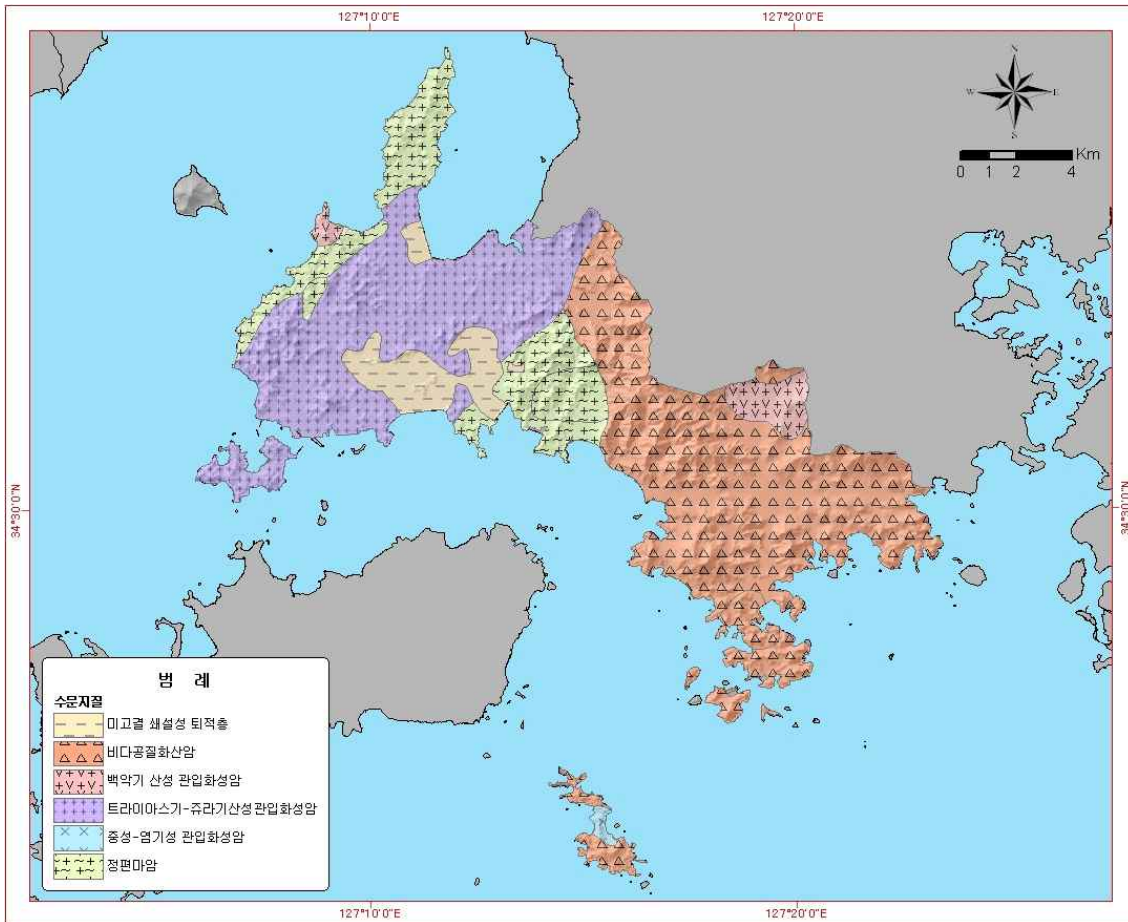 127°10'0"E 127°20'0"E
N
W E
S
Km
0 1 2 4
34°30'0"N 34°30'0"N
범 례
수문지질
미고결 쇄설성 퇴적층
비다공질화산암
백악기 산성 관입화성암
트라이아스기-쥬라기산성관입화성암
중성-염기성 관입화성암
정편마암
127°10'0"E 127°20'0"E